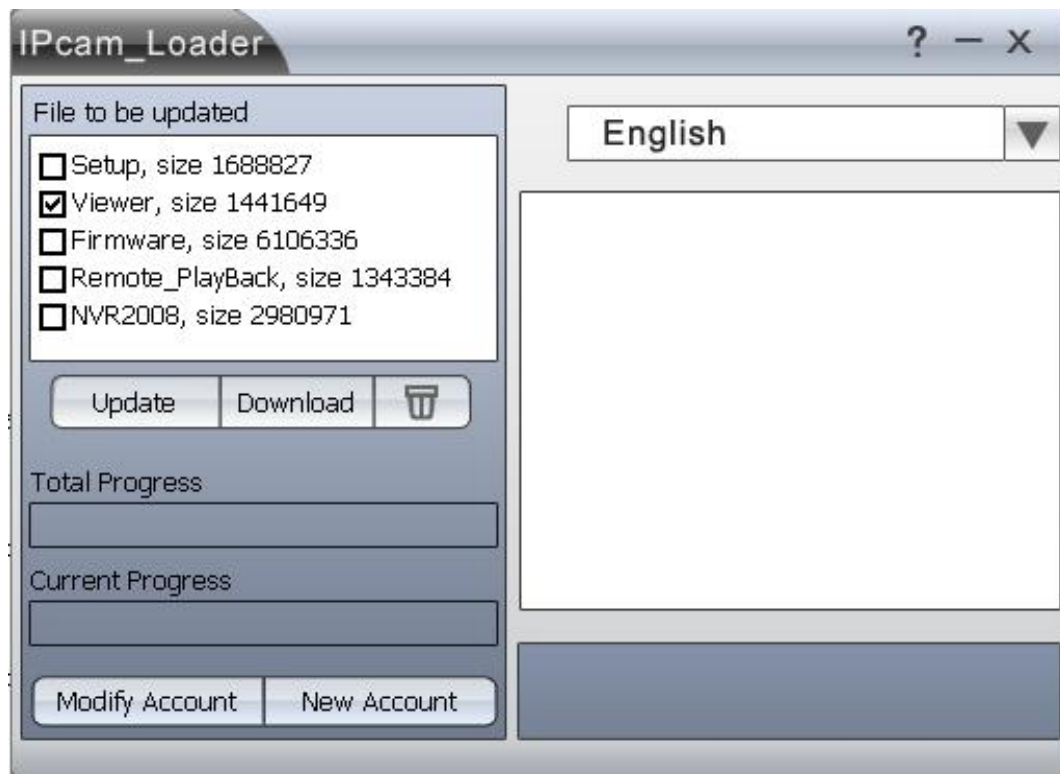 IPcam_Loader
? — X
File to be updated
Setup, size 1688827
Viewer, size 1441649
Firmware, size 6106336
Remote_PlayBack, size 1343384
NVR2008, size 2980971
Update Download
Total Progress
Current Progress
Modify Account New Account
English